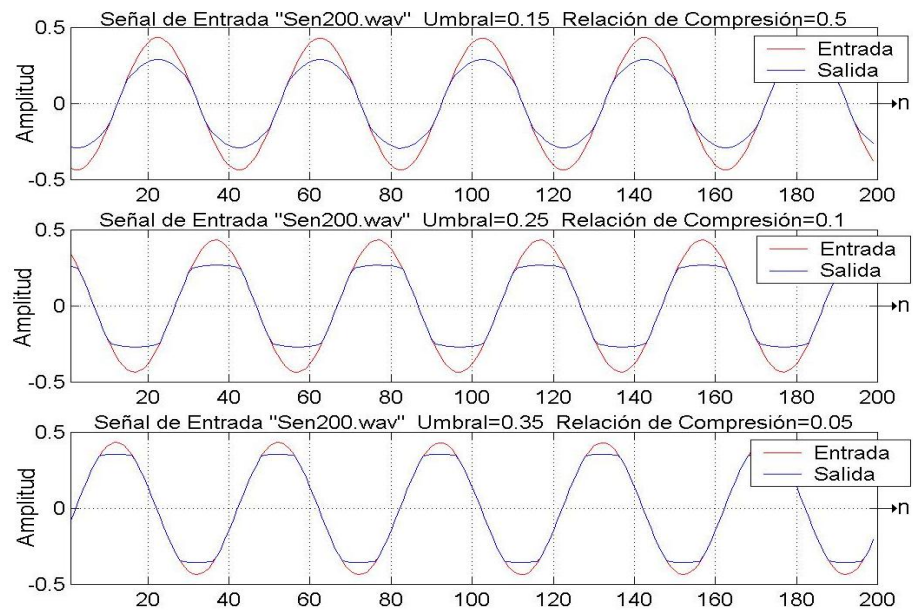 Señal de Entrada "Sen200.wav" Umbral=0.15 Relación de Compresión=0.5
0.5
Entrada
Salida
Amplitud
0
n
-0.5
20 40 60 80 100 120 140 160 180 200
Señal de Entrada "Sen200.wav" Umbral=0.25 Relación de Compresión=0.1
0.5
Entrada
Salida
Amplitud
0
n
-0.5
20 40 60 80 100 120 140 160 180 200
Señal de Entrada "Sen200.wav" Umbral=0.35 Relación de Compresión=0.05
0.5
Entrada
Salida
Amplitud
0
n
-0.5
20 40 60 80 100 120 140 160 180 200